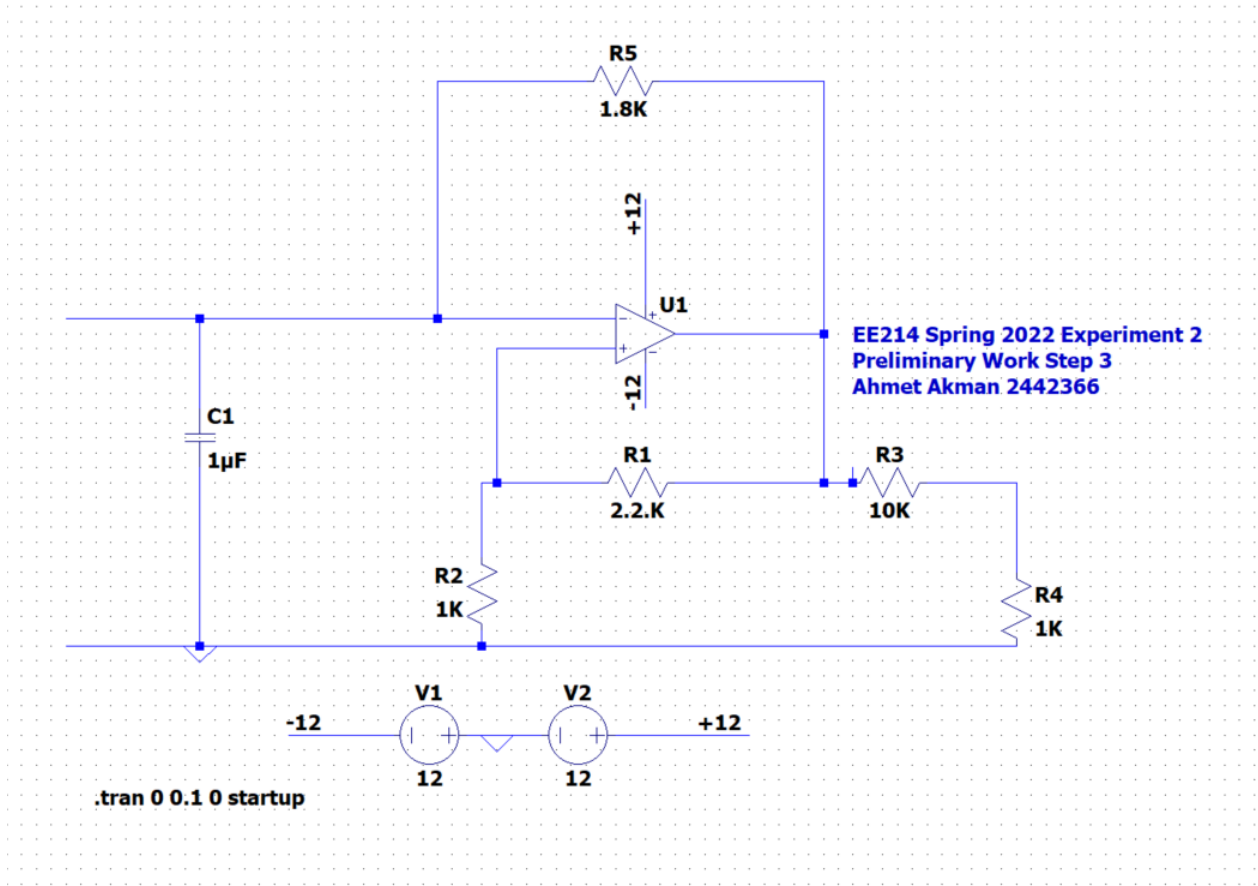 R5
1.8K
+12
U1
-12
EE214 Spring 2022 Experiment 2
Preliminary Work Step 3
Ahmet Akman 2442366
C1
1µF
R1
2.2.K
R3
10K
R2
1K
R4
1K
V1
V2
-12
+12
12
12
.tran 0 0.1 0 startup